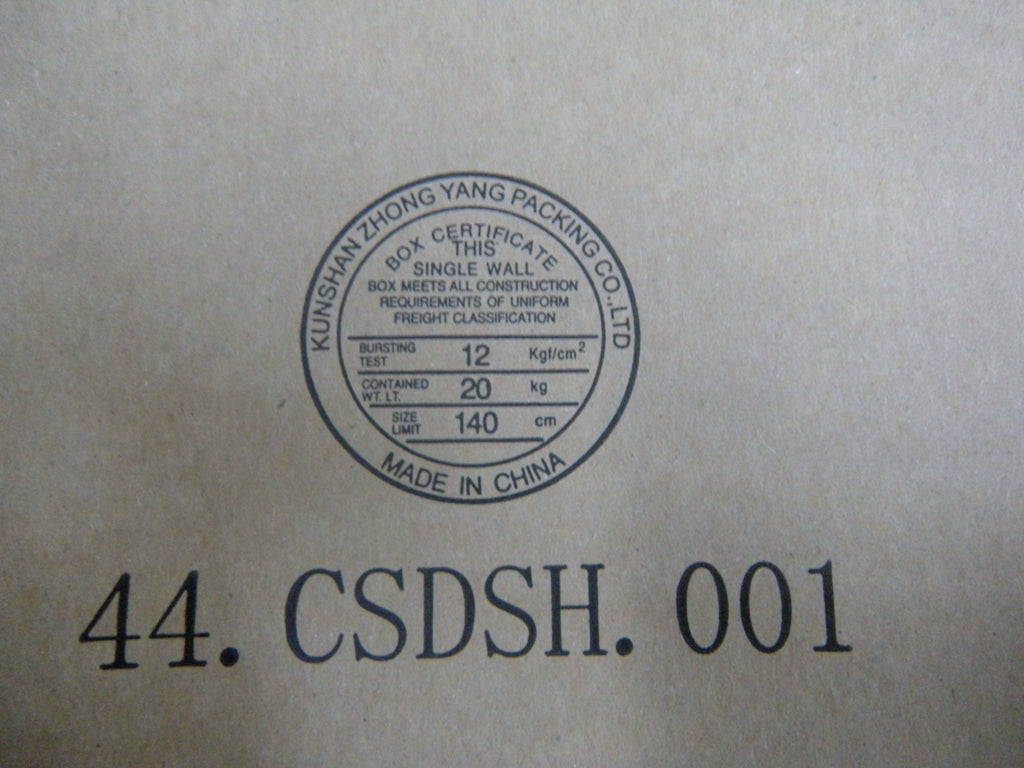 KUNSHAN ZHONG YANG PACKING CO.,LTD
BOX CERTIFICATE
THIS
SINGLE WALL
BOX MEETS ALL CONSTRUCTION
REQUIREMENTS OF UNIFORM
FREIGHT CLASSIFICATION
BURSTING TEST 12 Kgf/cm²
CONTAINED WT. LT. 20 kg
SIZE LIMIT 140 cm
MADE IN CHINA
44. CSDSH. 001